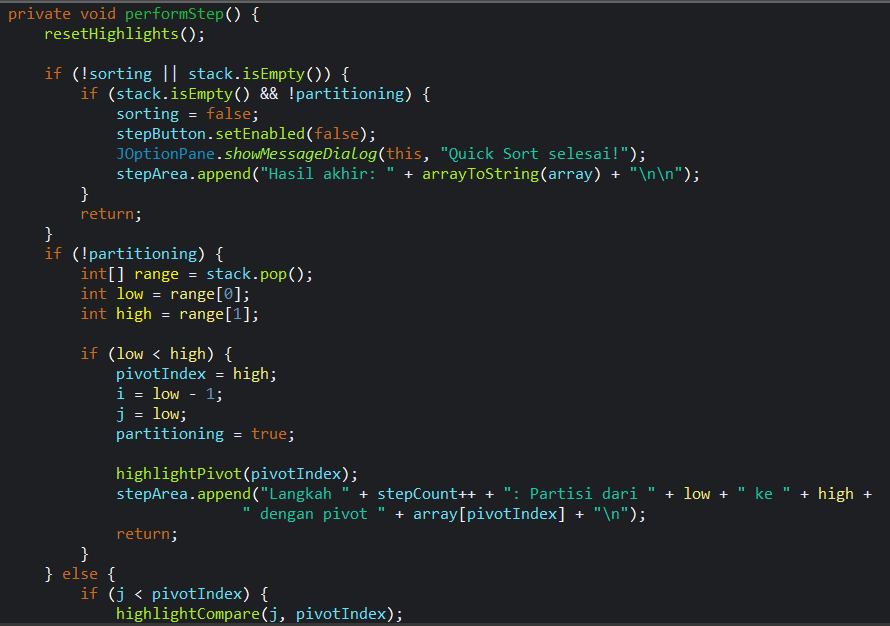 private void performStep() {
    resetHighlights();

    if (!sorting || stack.isEmpty()) {
        if (stack.isEmpty() && !partitioning) {
            sorting = false;
            stepButton.setEnabled(false);
            JOptionPane.showMessageDialog(this, "Quick Sort selesai!");
            stepArea.append("Hasil akhir: " + arrayToString(array) + "\n\n");
        }
        return;
    }
    if (!partitioning) {
        int[] range = stack.pop();
        int low = range[0];
        int high = range[1];

        if (low < high) {
            pivotIndex = high;
            i = low - 1;
            j = low;
            partitioning = true;

            highlightPivot(pivotIndex);
            stepArea.append("Langkah " + stepCount++ + ": Partisi dari " + low + " ke " + high +
                          " dengan pivot " + array[pivotIndex] + "\n");
            return;
        }
    } else {
        if (j < pivotIndex) {
            highlightCompare(j, pivotIndex);